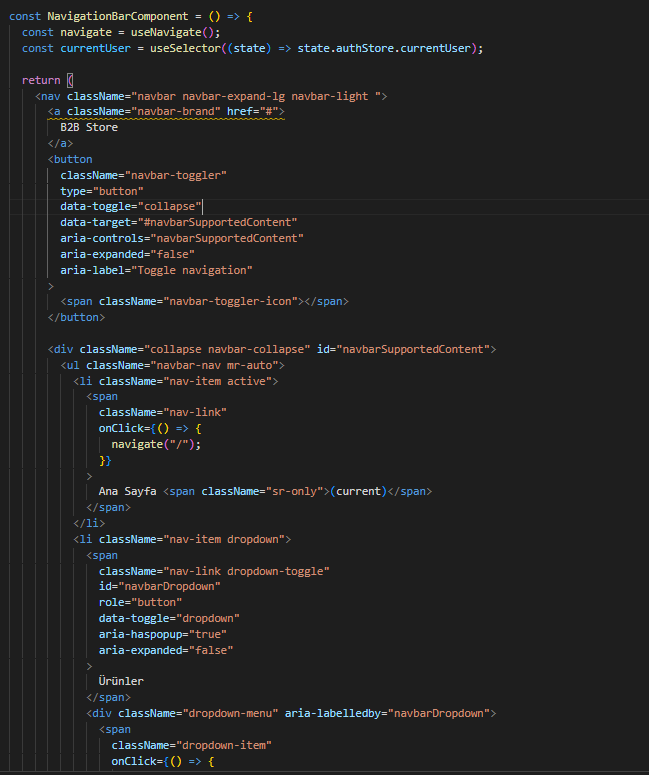 const NavigationBarComponent = () => {
  const navigate = useNavigate();
  const currentUser = useSelector((state) => state.authStore.currentUser);

  return (
    <nav className="navbar navbar-expand-lg navbar-light ">
      <a className="navbar-brand" href="#">
        B2B Store
      </a>
      <button
        className="navbar-toggler"
        type="button"
        data-toggle="collapse"
        data-target="#navbarSupportedContent"
        aria-controls="navbarSupportedContent"
        aria-expanded="false"
        aria-label="Toggle navigation"
      >
        <span className="navbar-toggler-icon"></span>
      </button>

      <div className="collapse navbar-collapse" id="navbarSupportedContent">
        <ul className="navbar-nav mr-auto">
          <li className="nav-item active">
            <span
              className="nav-link"
              onClick={() => {
                navigate("/");
              }}
            >
              Ana Sayfa <span className="sr-only">(current)</span>
            </span>
          </li>
          <li className="nav-item dropdown">
            <span
              className="nav-link dropdown-toggle"
              id="navbarDropdown"
              role="button"
              data-toggle="dropdown"
              aria-haspopup="true"
              aria-expanded="false"
            >
              Ürünler
            </span>
            <div className="dropdown-menu" aria-labelledby="navbarDropdown">
              <span
                className="dropdown-item"
                onClick={() => {